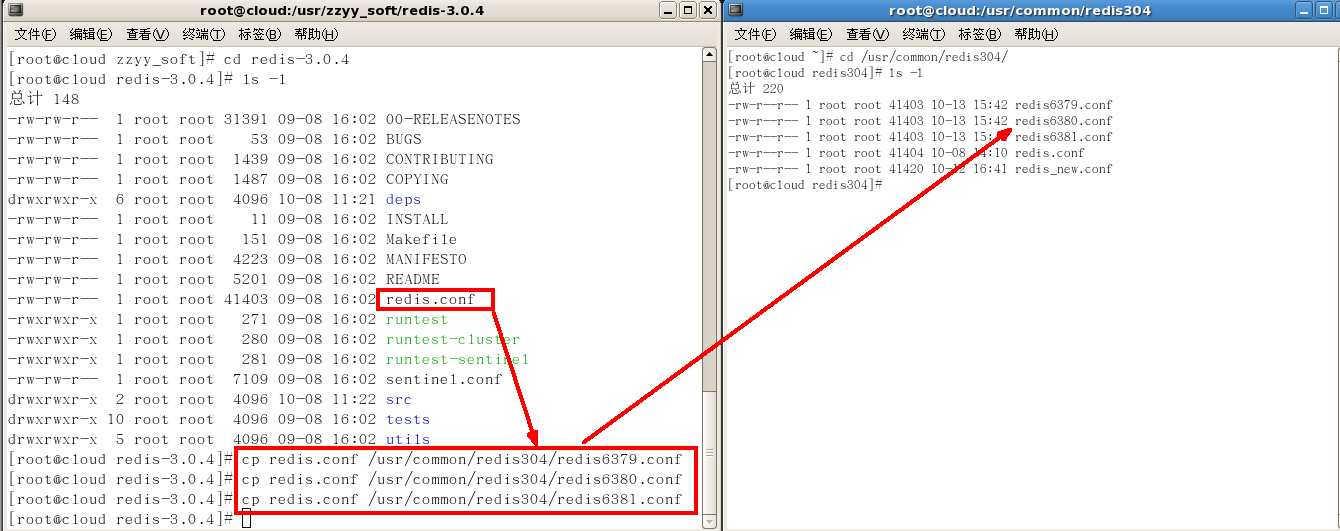 root@cloud:/usr/zzyy_soft/redis-3.0.4
文件(F) 编辑(E) 查看(V) 终端(T) 标签(B) 帮助(H)
[root@cloud zzyy_soft]# cd redis-3.0.4
[root@cloud redis-3.0.4]# ls -l
总计 148
-rw-rw-r-- 1 root root 31391 09-08 16:02 00-RELEASENOTES
-rw-rw-r-- 1 root root 53 09-08 16:02 BUGS
-rw-rw-r-- 1 root root 1439 09-08 16:02 CONTRIBUTING
-rw-rw-r-- 1 root root 1487 09-08 16:02 COPYING
drwxrwxr-x 6 root root 4096 10-08 11:21 deps
-rw-rw-r-- 1 root root 11 09-08 16:02 INSTALL
-rw-rw-r-- 1 root root 151 09-08 16:02 Makefile
-rw-rw-r-- 1 root root 4223 09-08 16:02 MANIFESTO
-rw-rw-r-- 1 root root 5201 09-08 16:02 README
-rw-rw-r-- 1 root root 41403 09-08 16:02 redis.conf
-rwxrwxr-x 1 root root 271 09-08 16:02 runtest
-rwxrwxr-x 1 root root 280 09-08 16:02 runtest-cluster
-rwxrwxr-x 1 root root 281 09-08 16:02 runtest-sentinel
-rw-rw-r-- 1 root root 7109 09-08 16:02 sentinel.conf
drwxrwxr-x 2 root root 4096 10-08 11:22 src
drwxrwxr-x 10 root root 4096 09-08 16:02 tests
drwxrwxr-x 5 root root 4096 09-08 16:02 utils
[root@cloud redis-3.0.4]# cp redis.conf /usr/common/redis304/redis6379.conf
[root@cloud redis-3.0.4]# cp redis.conf /usr/common/redis304/redis6380.conf
[root@cloud redis-3.0.4]# cp redis.conf /usr/common/redis304/redis6381.conf
[root@cloud redis-3.0.4]#
root@cloud:/usr/common/redis304
文件(F) 编辑(E) 查看(V) 终端(T) 标签(B) 帮助(H)
[root@cloud ~]# cd /usr/common/redis304/
[root@cloud redis304]# ls -l
总计 220
-rw-r--r-- 1 root root 41403 10-13 15:42 redis6379.conf
-rw-r--r-- 1 root root 41403 10-13 15:42 redis6380.conf
-rw-r--r-- 1 root root 41403 10-13 redis6381.conf
-rw-r--r-- 1 root root 41404 10-08 14:10 redis.conf
-rw-r--r-- 1 root root 41420 10-12 16:41 redis_new.conf
[root@cloud redis304]#